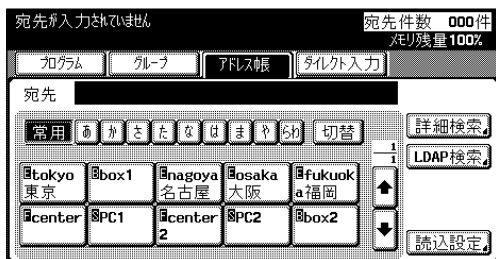 宛先が入力されていません
宛先件数 000件
メモリ残量100%
プログラム グループ アドレス帳 ダイレクト入力
宛先
常用 あ か さ た な は ま や らわ 切替
詳細検索
1
1
LDAP検索
tokyo box1 nagoya osaka fukuok
東京 名古屋 大阪 a福岡
center PC1 center PC2 box2
2
読込設定